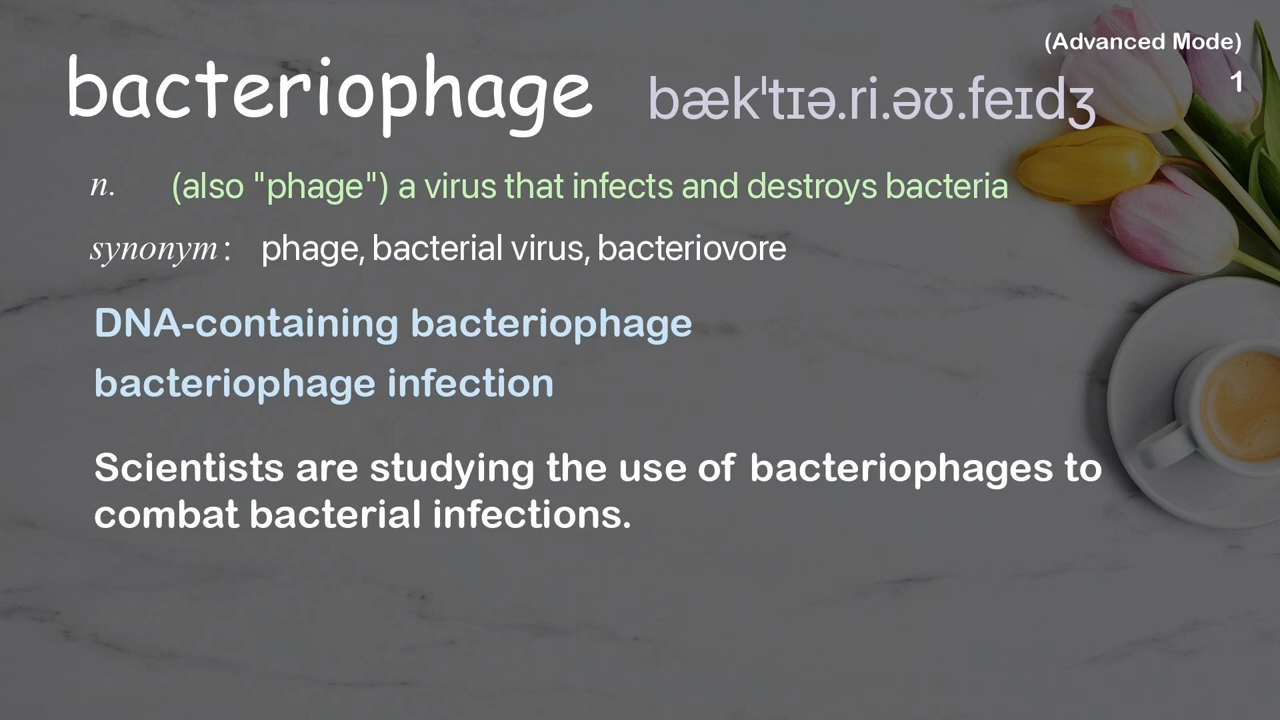 (Advanced Mode)
1
bacteriophage bækˈtɪə.ri.əʊ.feɪdʒ
n. (also "phage") a virus that infects and destroys bacteria
synonym: phage, bacterial virus, bacteriovore
DNA-containing bacteriophage
bacteriophage infection
Scientists are studying the use of bacteriophages to
combat bacterial infections.